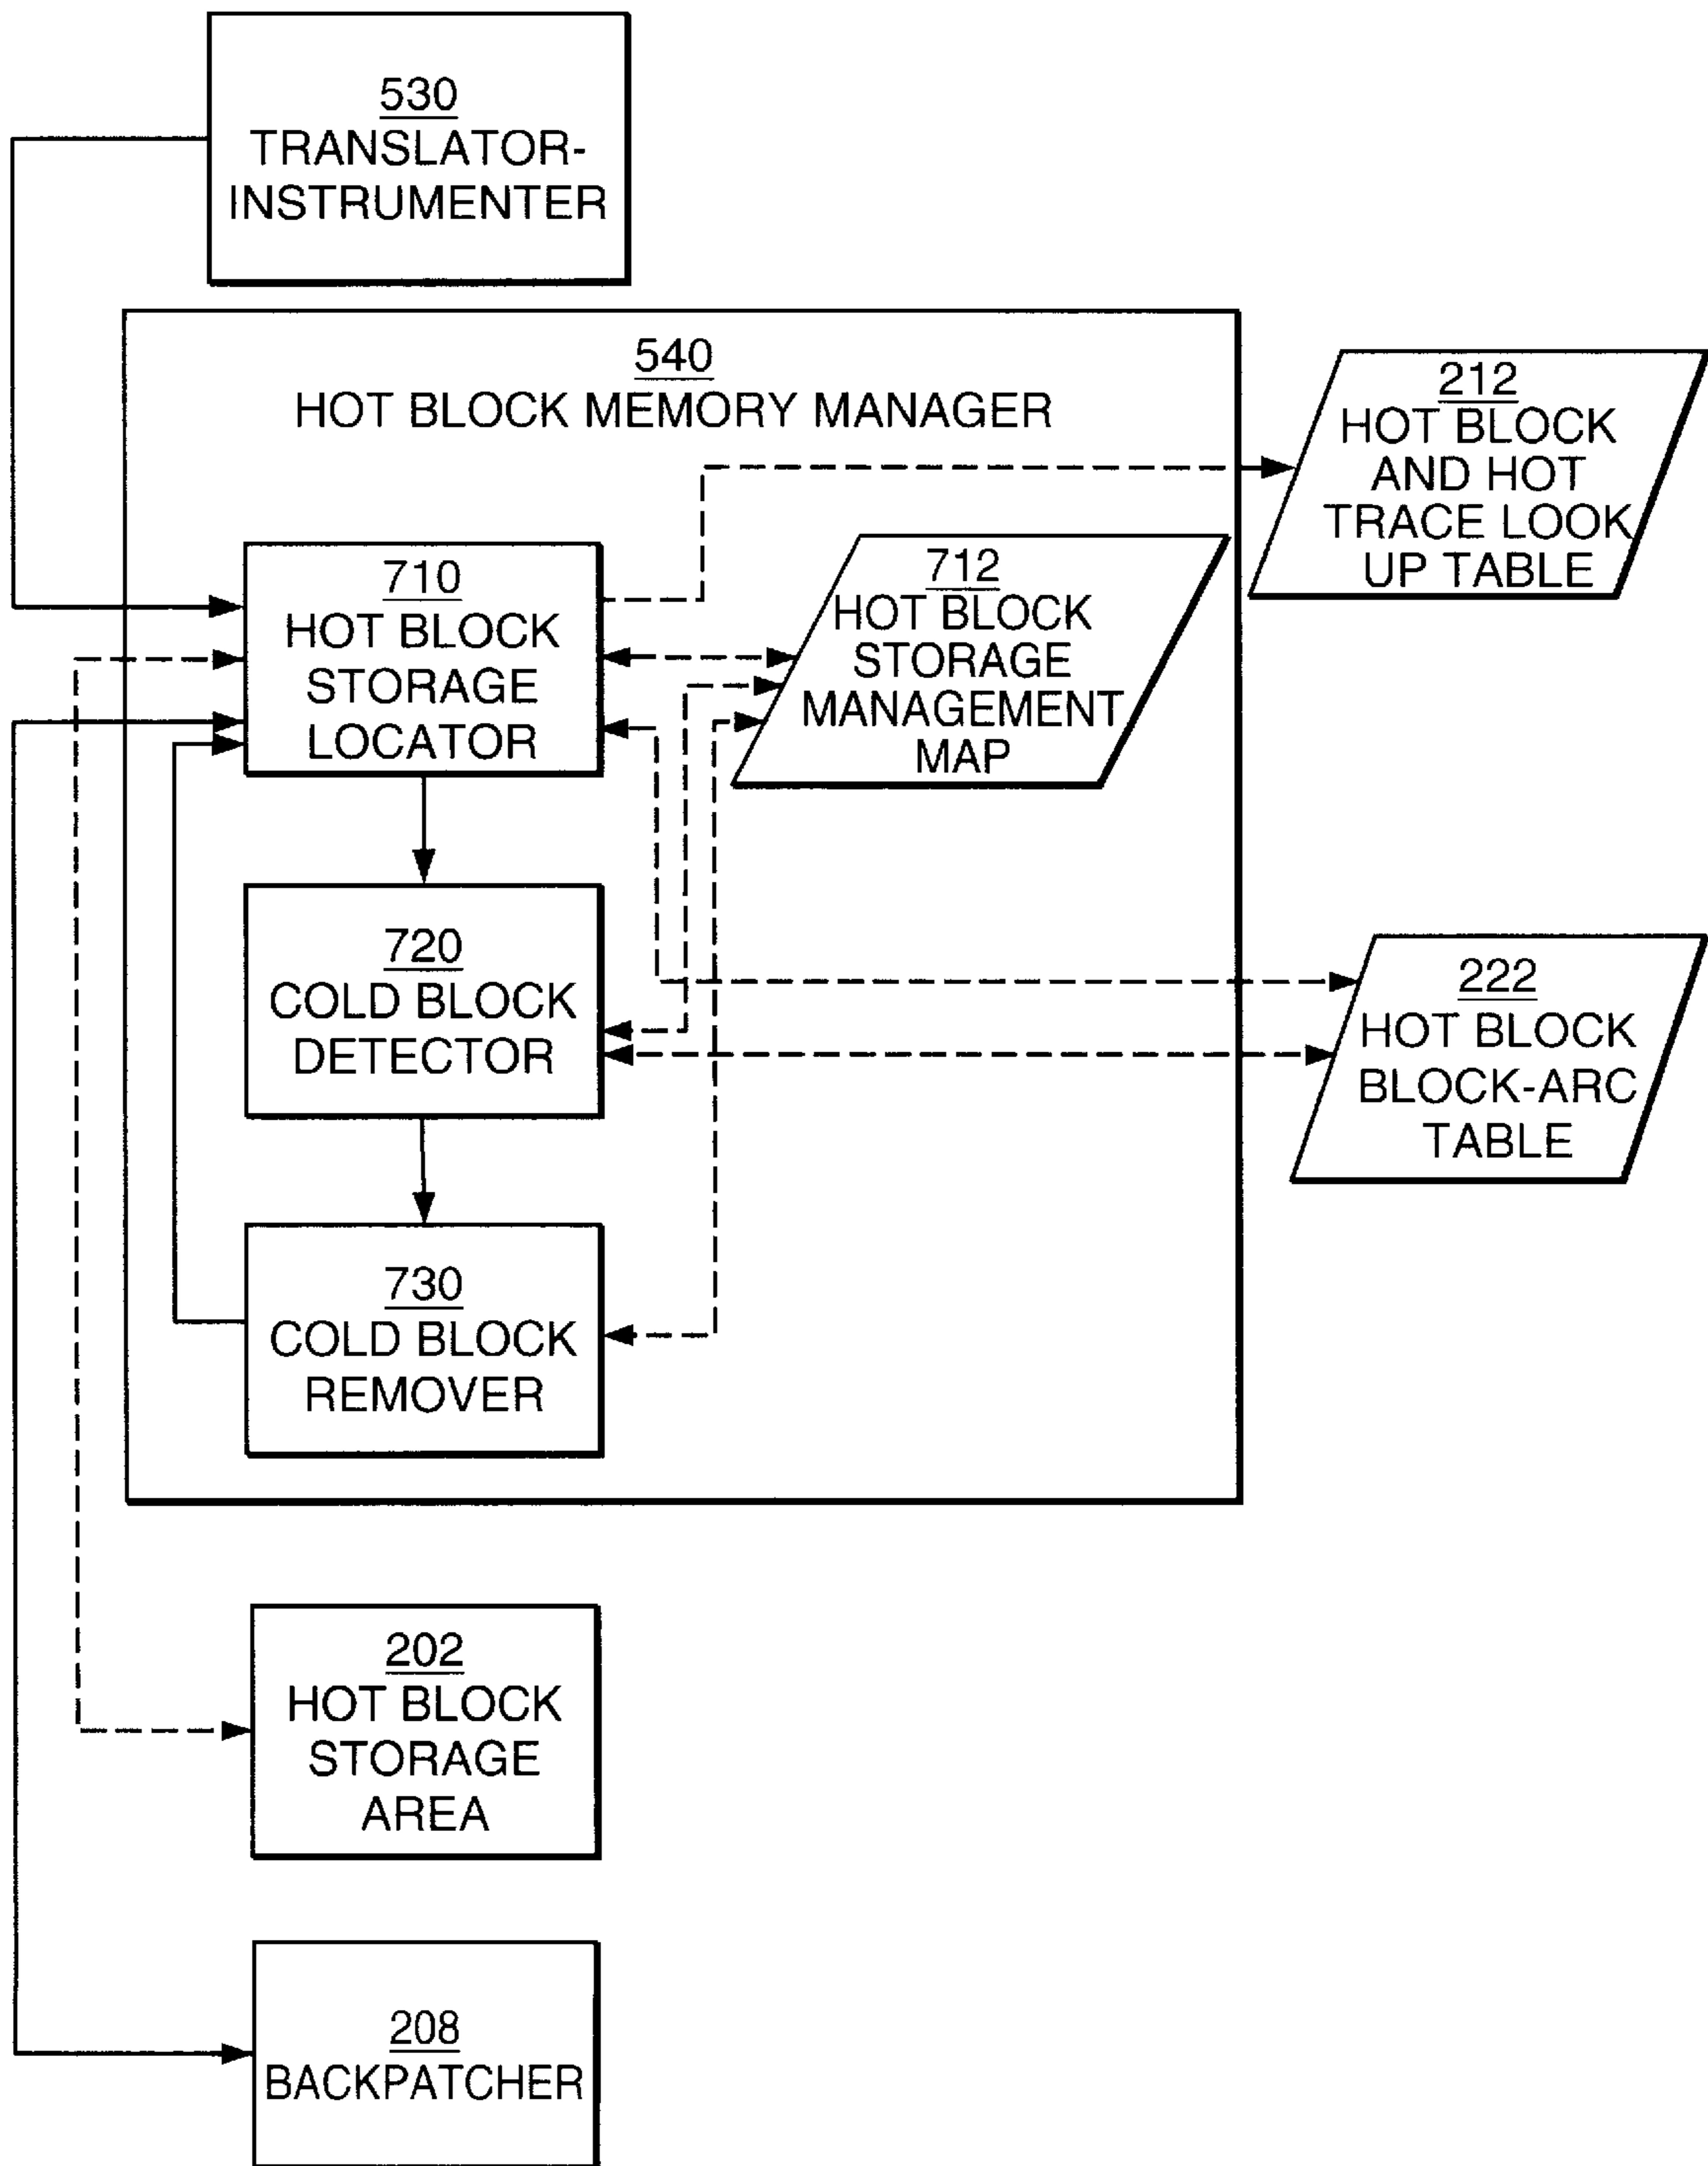 530
TRANSLATOR-
INSTRUMENTER
540
HOT BLOCK MEMORY MANAGER
212
HOT BLOCK
AND HOT
TRACE LOOK
UP TABLE
710
HOT BLOCK
STORAGE
LOCATOR
712
HOT BLOCK
STORAGE
MANAGEMENT
MAP
720
COLD BLOCK
DETECTOR
222
HOT BLOCK
BLOCK-ARC
TABLE
730
COLD BLOCK
REMOVER
202
HOT BLOCK
STORAGE
AREA
208
BACKPATCHER